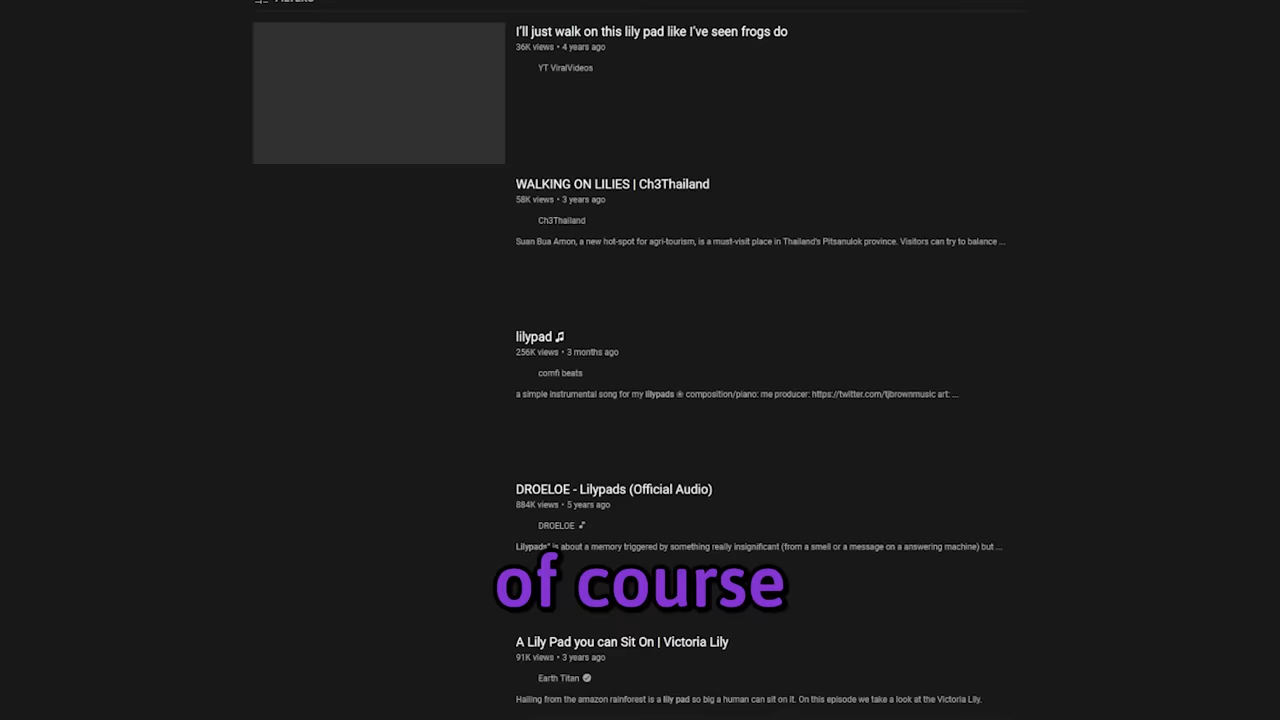 I'll just walk on this lily pad like I've seen frogs do
36K views • 4 years ago
YT ViralVideos
WALKING ON LILIES | Ch3Thailand
58K views • 3 years ago
Ch3Thailand
Suan Bua Amon, a new hot-spot for agri-tourism, is a must-visit place in Thailand's Pitsanulok province. Visitors can try to balance ...
lilypad ♫
256K views • 3 months ago
comfi beats
a simple instrumental song for my lilypads ❀ composition/piano: me producer: https://twitter.com/tjbrownmusic art: ...
DROELOE - Lilypads (Official Audio)
884K views • 5 years ago
DROELOE ♪
Lilypads" is about a memory triggered by something really insignificant (from a smell or a message on a answering machine) but ...
of course
A Lily Pad you can Sit On | Victoria Lily
91K views • 3 years ago
Earth Titan
Hailing from the amazon rainforest is a lily pad so big a human can sit on it. On this episode we take a look at the Victoria Lily.